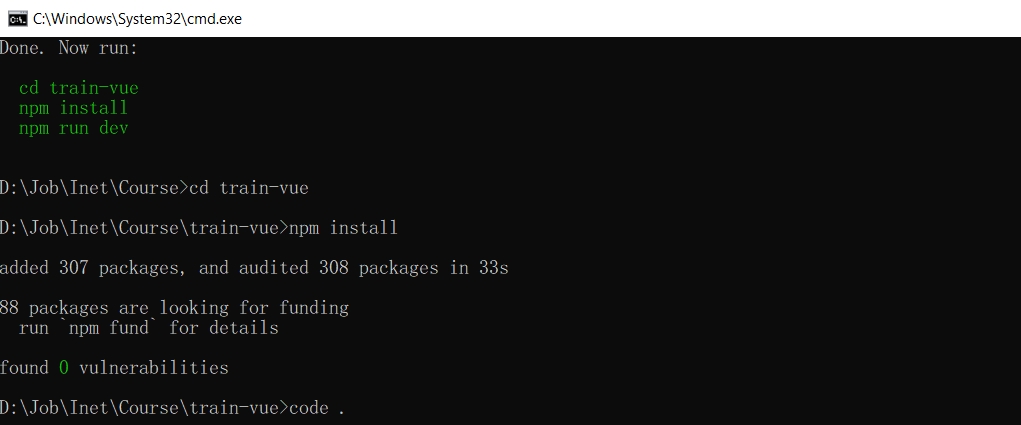 C:\Windows\System32\cmd.exe
Done. Now run:
cd train-vue
npm install
npm run dev
D:\Job\Inet\Course>cd train-vue
D:\Job\Inet\Course\train-vue>npm install
added 307 packages, and audited 308 packages in 33s
88 packages are looking for funding
run `npm fund` for details
found 0 vulnerabilities
D:\Job\Inet\Course\train-vue>code .